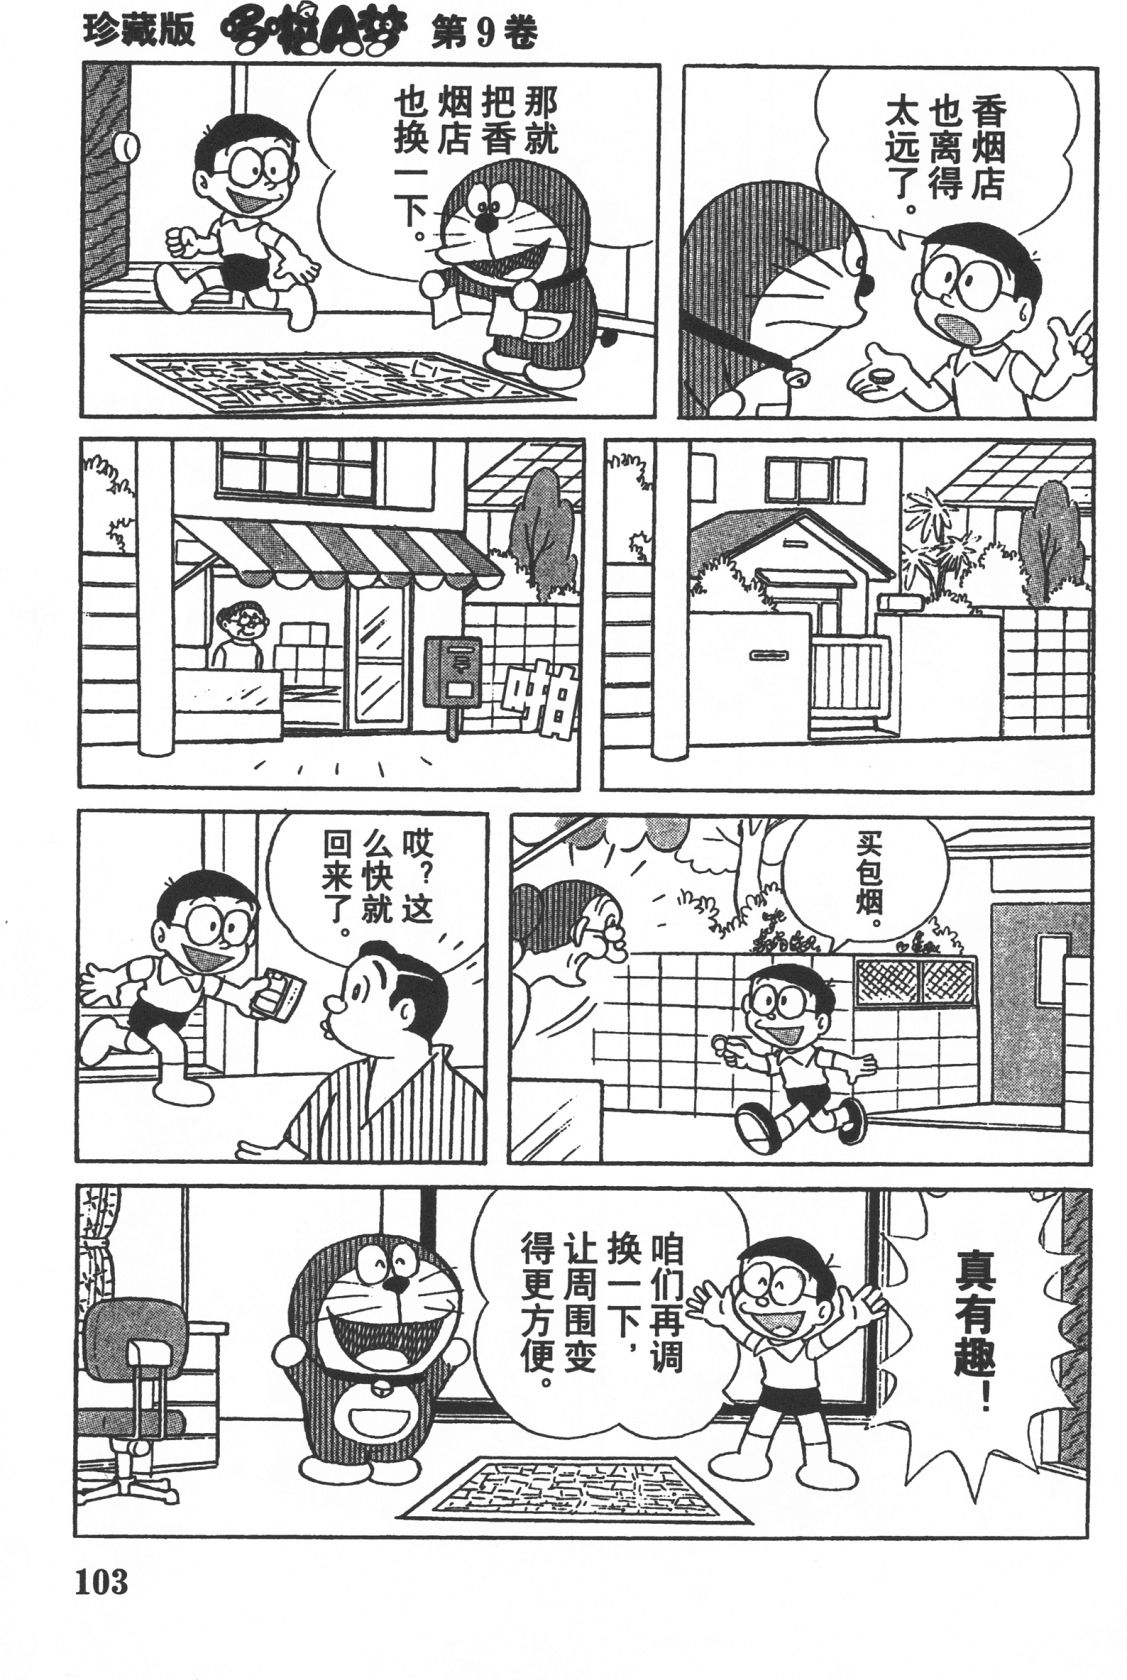 珍藏版 哆啦A梦 第9卷
香烟店
也离得
太远了。
那就
把香
烟店
也换
一下。
啪
买包烟。
哎？这
么快就
回来了。
真有趣！
咱们再调
换一下，
让周围变
得更方便。
103